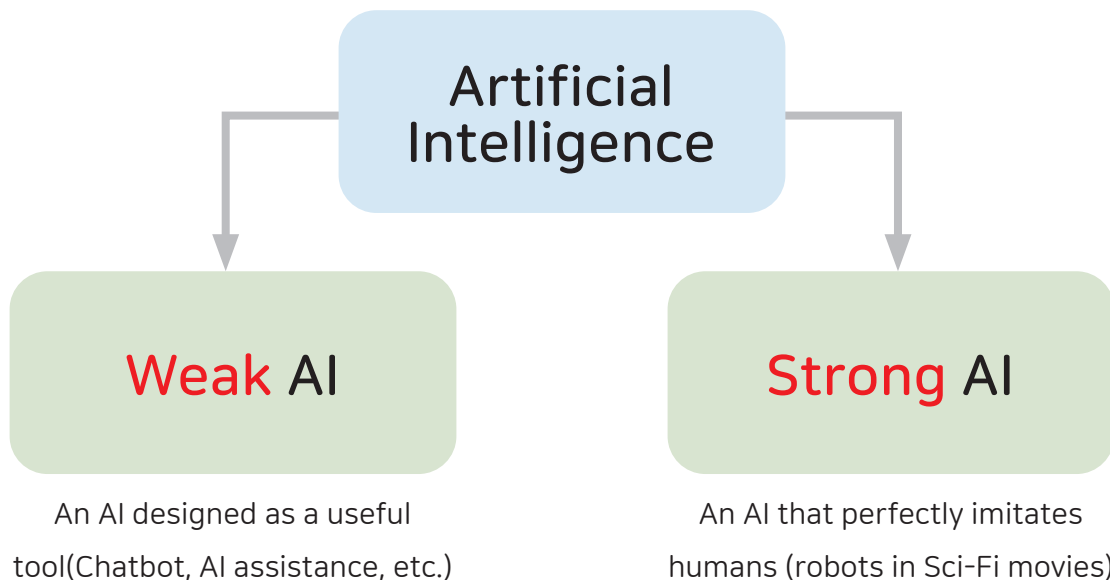 Artificial
Intelligence
Weak AI
Strong AI
An AI designed as a useful
tool(Chatbot, AI assistance, etc.)
An AI that perfectly imitates
humans (robots in Sci-Fi movies)